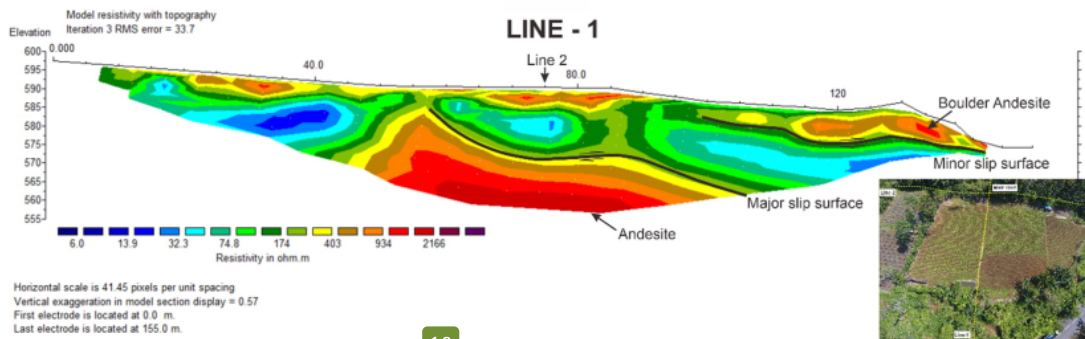 Model resistivity with topography
Iteration 3 RMS error = 33.7
LINE - 1
Elevation
0.000
Line 2
600
595
590
585
580
575
570
565
560
555
40.0
80.0
120
Boulder Andesite
Minor slip surface
Major slip surface
Andesite
6.0 13.9 32.3 74.8 174 403 934 2166
Resistivity in ohm.m
Horizontal scale is 41.45 pixels per unit spacing
Vertical exaggeration in model section display = 0.57
First electrode is located at 0.0 m.
Last electrode is located at 155.0 m.